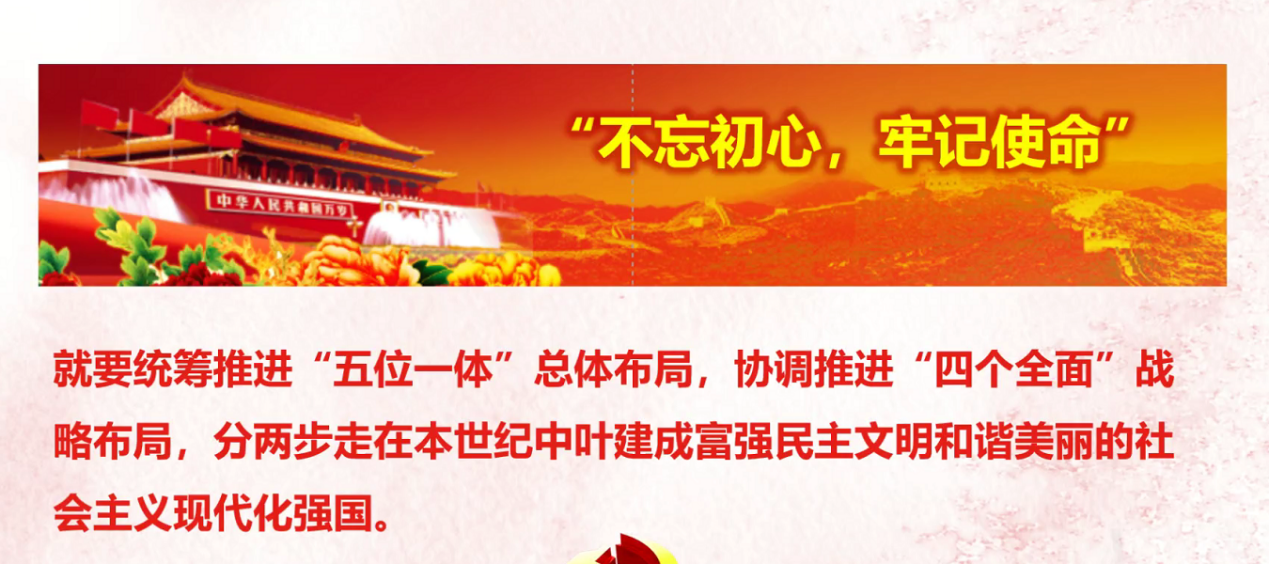 “不忘初心，牢记使命”
中华人民共和国万岁
就要统筹推进“五位一体”总体布局，协调推进“四个全面”战
略布局，分两步走在本世纪中叶建成富强民主文明和谐美丽的社
会主义现代化强国。